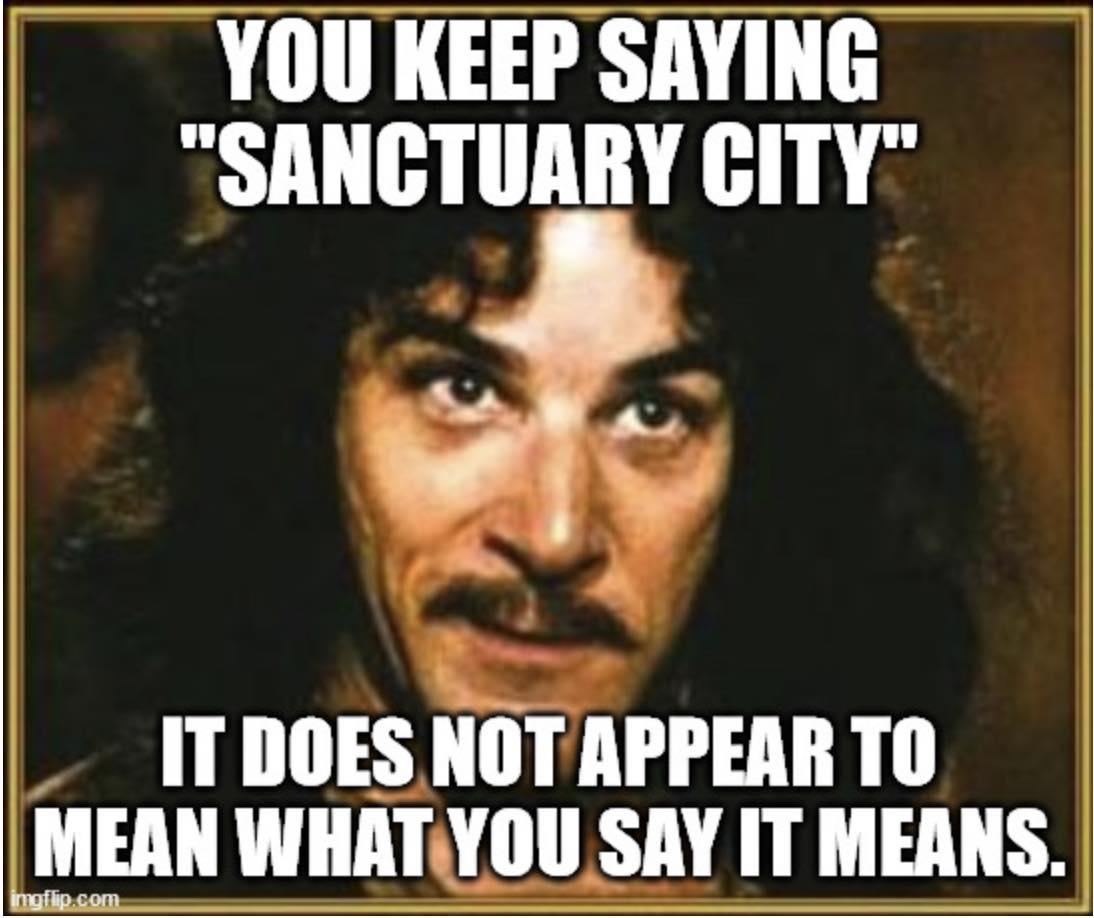 YOU KEEP SAYING
"SANCTUARY CITY"
IT DOES NOT APPEAR TO
MEAN WHAT YOU SAY IT MEANS.
imgflip.com